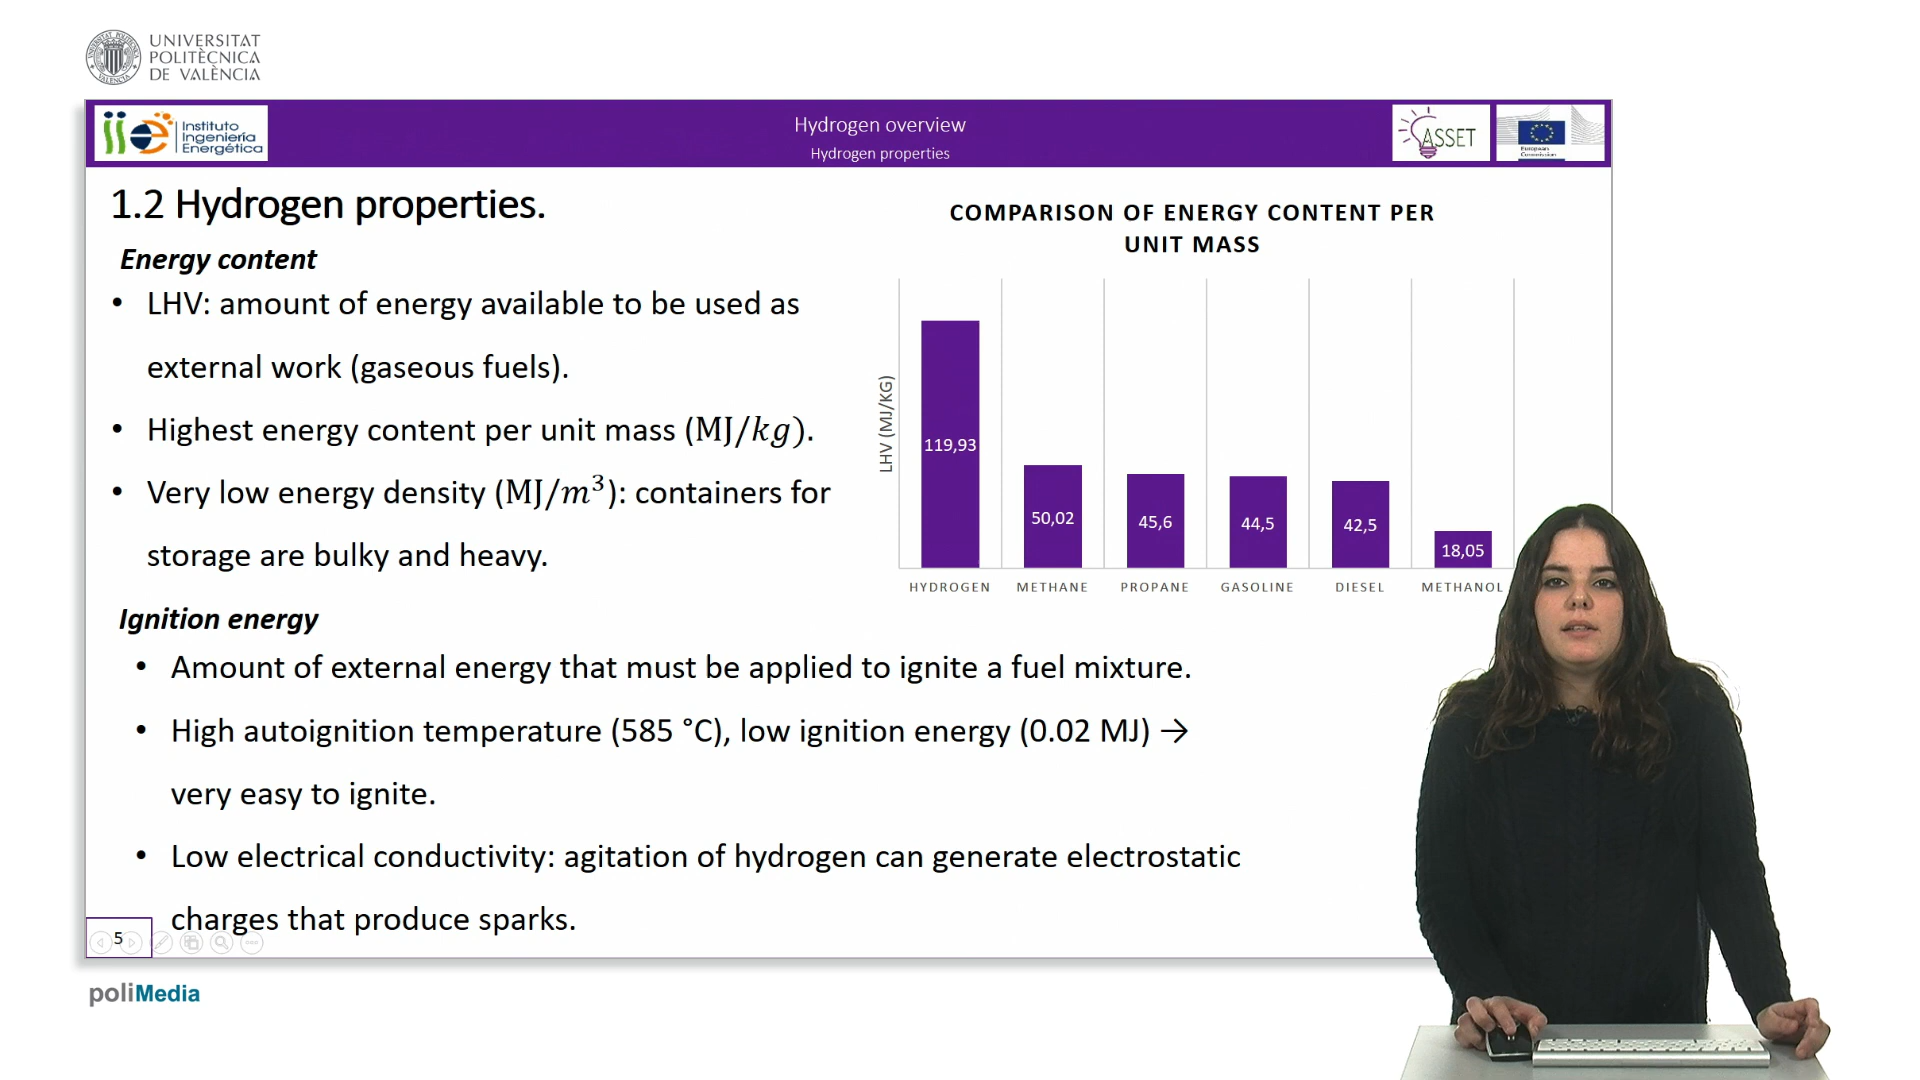 UNIVERSITAT
POLITÈCNICA
DE VALÈNCIA
iie
Instituto
Ingeniería
Energética
Hydrogen overview
Hydrogen properties
ASSET
European
Commission
1.2 Hydrogen properties.
Energy content
• LHV: amount of energy available to be used as
external work (gaseous fuels).
• Highest energy content per unit mass (MJ/kg).
• Very low energy density (MJ/m³): containers for
storage are bulky and heavy.
COMPARISON OF ENERGY CONTENT PER
UNIT MASS
LHV (MJ/KG)
119,93
50,02
45,6
44,5
42,5
18,05
HYDROGEN
METHANE
PROPANE
GASOLINE
DIESEL
METHANOL
Ignition energy
• Amount of external energy that must be applied to ignite a fuel mixture.
• High autoignition temperature (585 °C), low ignition energy (0.02 MJ) →
very easy to ignite.
• Low electrical conductivity: agitation of hydrogen can generate electrostatic
charges that produce sparks.
5
poliMedia